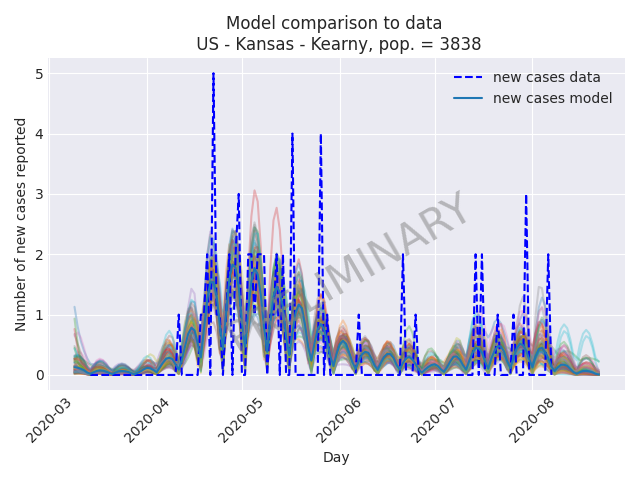 Model comparison to data
US - Kansas - Kearny, pop. = 3838
Number of new cases reported
5
4
3
2
1
0
new cases data
new cases model
2020-03
2020-04
2020-05
2020-06
2020-07
2020-08
Day